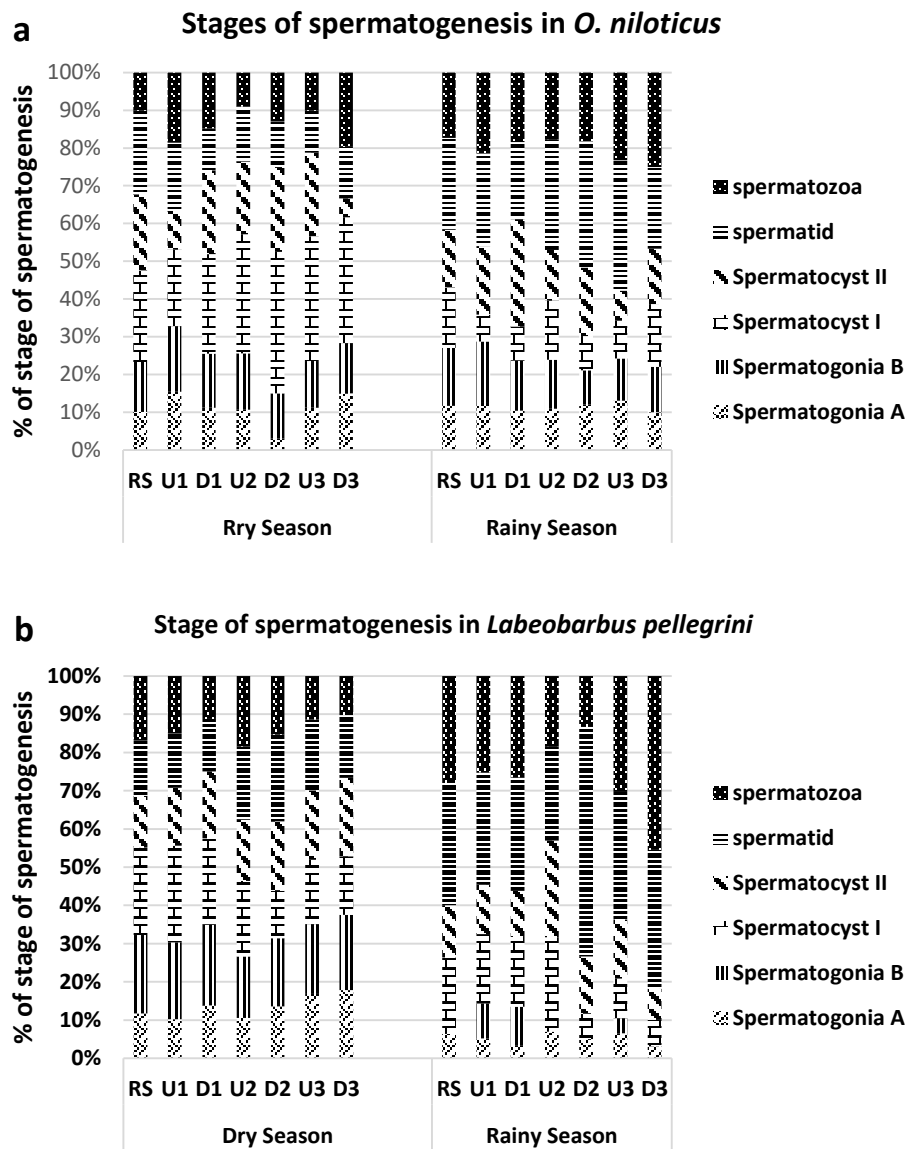 a
Stages of spermatogenesis in O. niloticus
% of stage of spermatogenesis
100%
90%
80%
70%
60%
50%
40%
30%
20%
10%
0%
RS U1 D1 U2 D2 U3 D3 RS U1 D1 U2 D2 U3 D3
Rry Season Rainy Season
spermatozoa
spermatid
Spermatocyst II
Spermatocyst I
Spermatogonia B
Spermatogonia A
b
Stage of spermatogenesis in Labeobarbus pellegrini
% of stage of spermatogenesis
100%
90%
80%
70%
60%
50%
40%
30%
20%
10%
0%
RS U1 D1 U2 D2 U3 D3 RS U1 D1 U2 D2 U3 D3
Dry Season Rainy Season
spermatozoa
spermatid
Spermatocyst II
Spermatocyst I
Spermatogonia B
Spermatogonia A